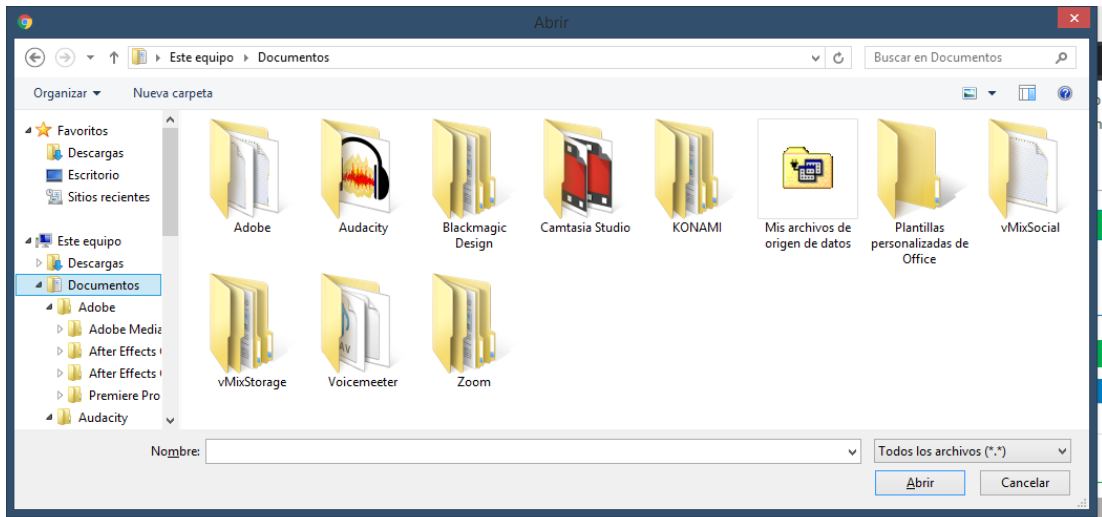 Abrir
Este equipo Documentos
Buscar en Documentos
Organizar Nueva carpeta
Favoritos
Descargas
Escritorio
Sitios recientes
Este equipo
Descargas
Documentos
Adobe
Adobe Media
After Effects
After Effects
Premiere Pro
Audacity
Adobe
Audacity
Blackmagic
Design
Camtasia Studio
KONAMI
Mis archivos de
origen de datos
Plantillas
personalizadas de
Office
vMixSocial
vMixStorage
Voicemeeter
Zoom
Nombre:
Todos los archivos (*.*)
Abrir
Cancelar